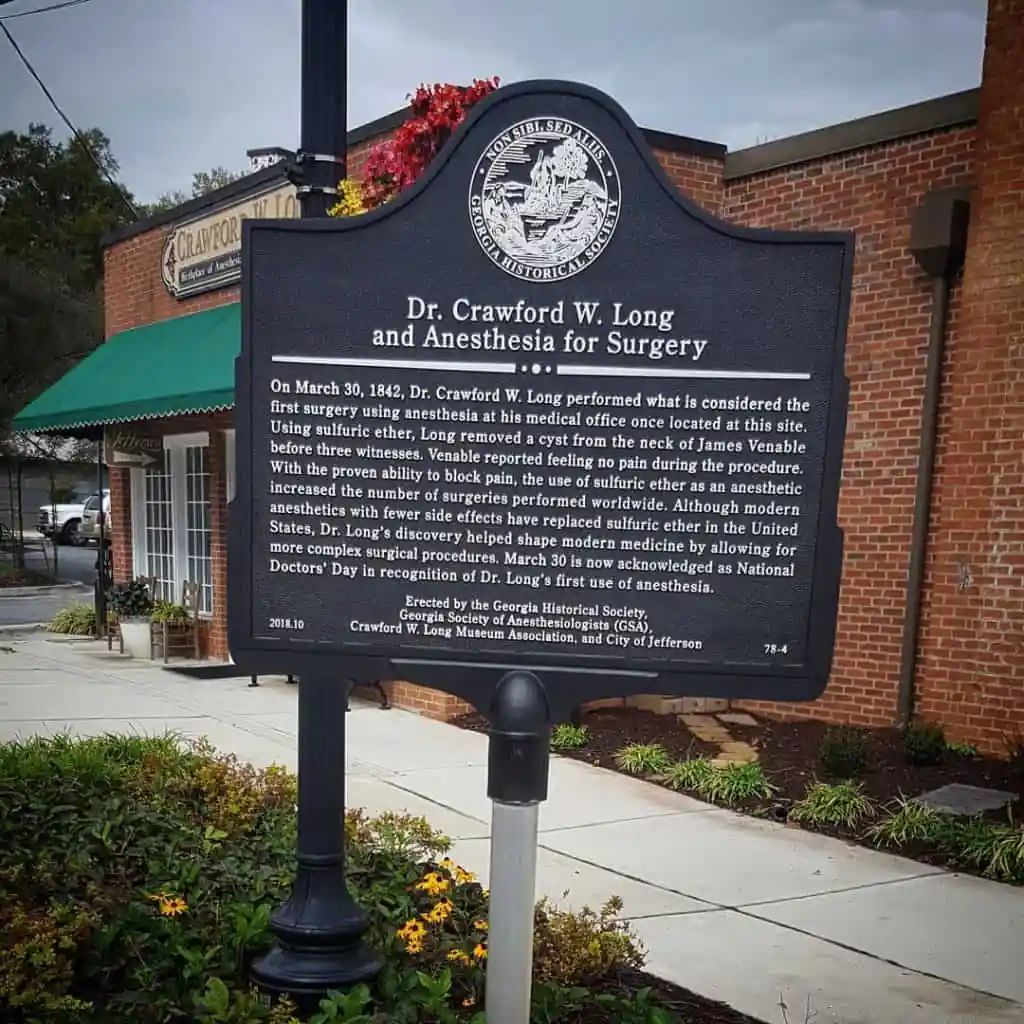 NON SIBI, SED ALIIS.
GEORGIA HISTORICAL SOCIETY
CRAWFORD W. LO
Birthplace of Anesthesia
Dr. Crawford W. Long
and Anesthesia for Surgery
On March 30, 1842, Dr. Crawford W. Long performed what is considered the
first surgery using anesthesia at his medical office once located at this site.
Using sulfuric ether, Long removed a cyst from the neck of James Venable
before three witnesses. Venable reported feeling no pain during the procedure.
With the proven ability to block pain, the use of sulfuric ether as an anesthetic
increased the number of surgeries performed worldwide. Although modern
anesthetics with fewer side effects have replaced sulfuric ether in the United
States, Dr. Long's discovery helped shape modern medicine by allowing for
more complex surgical procedures. March 30 is now acknowledged as National
Doctors' Day in recognition of Dr. Long's first use of anesthesia.
Erected by the Georgia Historical Society,
Georgia Society of Anesthesiologists (GSA),
Crawford W. Long Museum Association, and City of Jefferson
2018.10
78-4